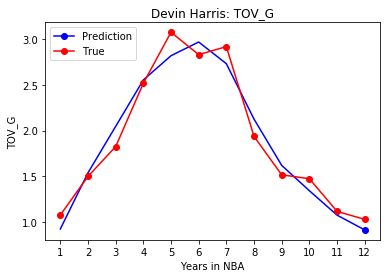 Devin Harris: TOV_G
Prediction
True
3.0
2.5
2.0
1.5
1.0
TOV_G
1 2 3 4 5 6 7 8 9 10 11 12
Years in NBA